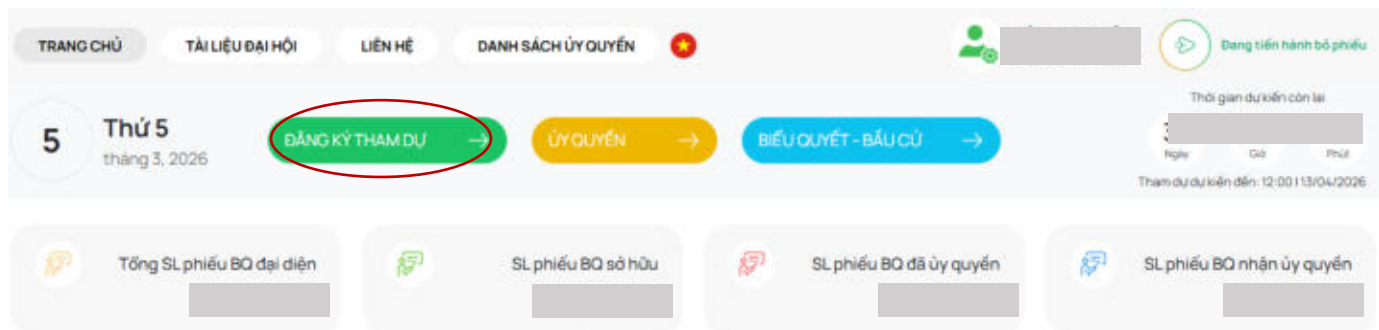 TRANG CHỦ TÀI LIỆU ĐẠI HỘI LIÊN HỆ DANH SÁCH ỦY QUYỀN Đang tiến hành bỏ phiếu
Thời gian dự kiến còn lại
5 Thứ 5 ĐĂNG KÝ THAM DỰ → ỦY QUYỀN → BIỂU QUYẾT - BẦU CỬ →
tháng 3, 2026
Ngày Giờ Phút
Tham dự dự kiến đến: 12:00 | 13/04/2026
Tổng SL phiếu BQ đại diện SL phiếu BQ sở hữu SL phiếu BQ đã ủy quyền SL phiếu BQ nhận ủy quyền